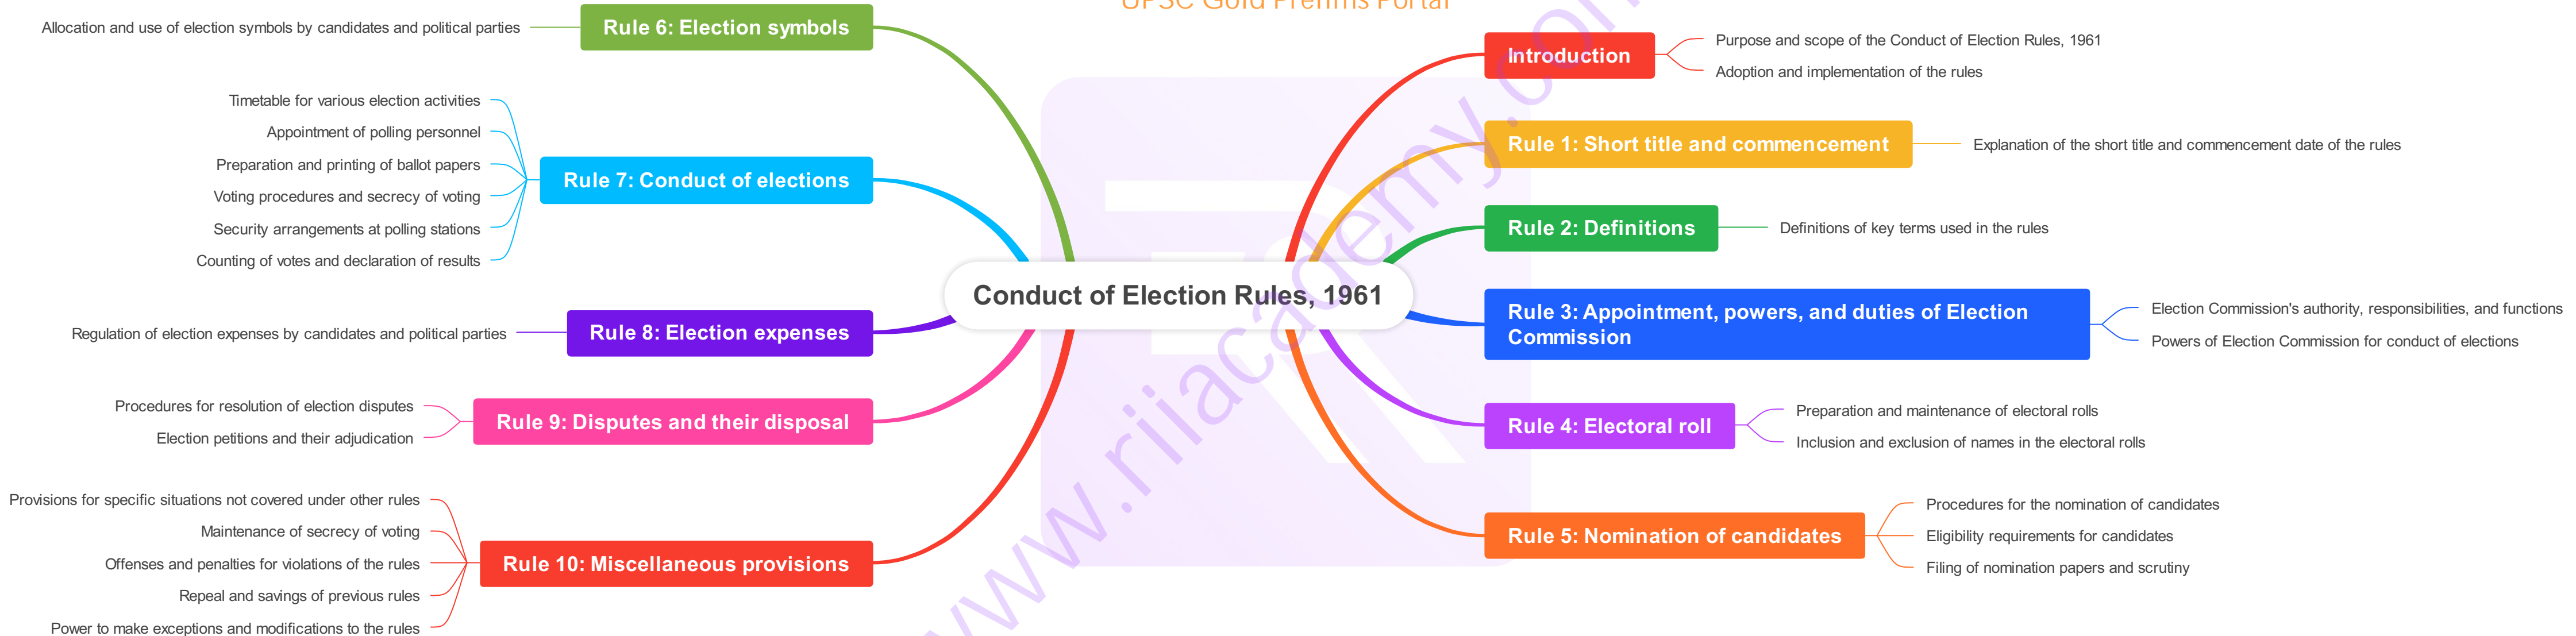 UPSC Gold Prelims Portal
Conduct of Election Rules, 1961
Introduction
Purpose and scope of the Conduct of Election Rules, 1961
Adoption and implementation of the rules
Rule 1: Short title and commencement
Explanation of the short title and commencement date of the rules
Rule 2: Definitions
Definitions of key terms used in the rules
Rule 3: Appointment, powers, and duties of Election
Commission
Election Commission's authority, responsibilities, and functions
Powers of Election Commission for conduct of elections
Rule 4: Electoral roll
Preparation and maintenance of electoral rolls
Inclusion and exclusion of names in the electoral rolls
Rule 5: Nomination of candidates
Procedures for the nomination of candidates
Eligibility requirements for candidates
Filing of nomination papers and scrutiny
Rule 6: Election symbols
Allocation and use of election symbols by candidates and political parties
Rule 7: Conduct of elections
Timetable for various election activities
Appointment of polling personnel
Preparation and printing of ballot papers
Voting procedures and secrecy of voting
Security arrangements at polling stations
Counting of votes and declaration of results
Rule 8: Election expenses
Regulation of election expenses by candidates and political parties
Rule 9: Disputes and their disposal
Procedures for resolution of election disputes
Election petitions and their adjudication
Rule 10: Miscellaneous provisions
Provisions for specific situations not covered under other rules
Maintenance of secrecy of voting
Offenses and penalties for violations of the rules
Repeal and savings of previous rules
Power to make exceptions and modifications to the rules